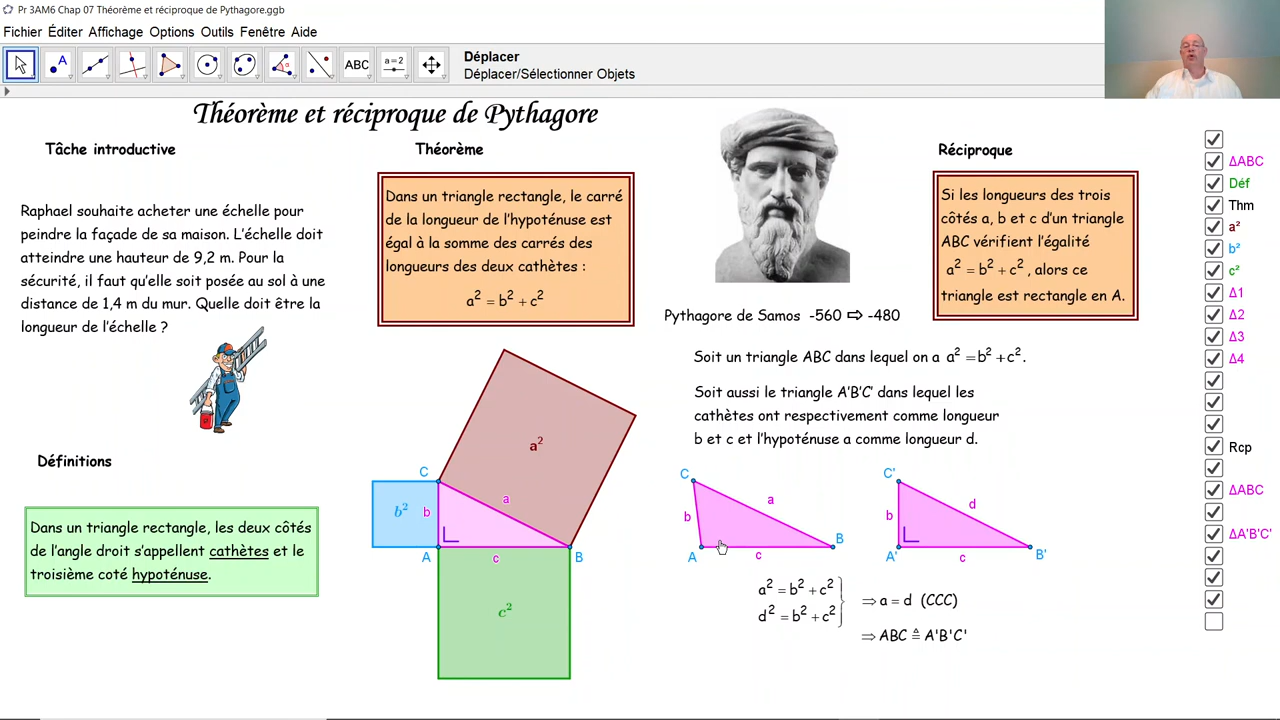 Pr 3AM6 Chap 07 Théorème et réciproque de Pythagore.ggb
Fichier Éditer Affichage Options Outils Fenêtre Aide
A
ABC
a=2
Déplacer
Déplacer/Sélectionner Objets
Théorème et réciproque de Pythagore
Tâche introductive
Raphael souhaite acheter une échelle pour
peindre la façade de sa maison. L'échelle doit
atteindre une hauteur de 9,2 m. Pour la
sécurité, il faut qu'elle soit posée au sol à une
distance de 1,4 m du mur. Quelle doit être la
longueur de l'échelle ?
Définitions
Dans un triangle rectangle, les deux côtés
de l'angle droit s'appellent cathètes et le
troisième coté hypoténuse.
Théorème
Dans un triangle rectangle, le carré
de la longueur de l'hypoténuse est
égal à la somme des carrés des
longueurs des deux cathètes :
a² = b² + c²
a²
C
a
b²
b
A
c
B
c²
Pythagore de Samos -560 ⇨ -480
Réciproque
Si les longueurs des trois
côtés a, b et c d'un triangle
ABC vérifient l'égalité
a² = b² + c², alors ce
triangle est rectangle en A.
Soit un triangle ABC dans lequel on a a² = b² + c².
Soit aussi le triangle A'B'C' dans lequel les
cathètes ont respectivement comme longueur
b et c et l'hypoténuse a comme longueur d.
C
a
b
A
c
B
C'
d
b
A'
c
B'
a² = b² + c²
d² = b² + c²
⇒ a = d (CCC)
⇒ ABC ≜ A'B'C'
ΔABC
Déf
Thm
a²
b²
c²
Δ1
Δ2
Δ3
Δ4
Rcp
ΔABC
ΔA'B'C'